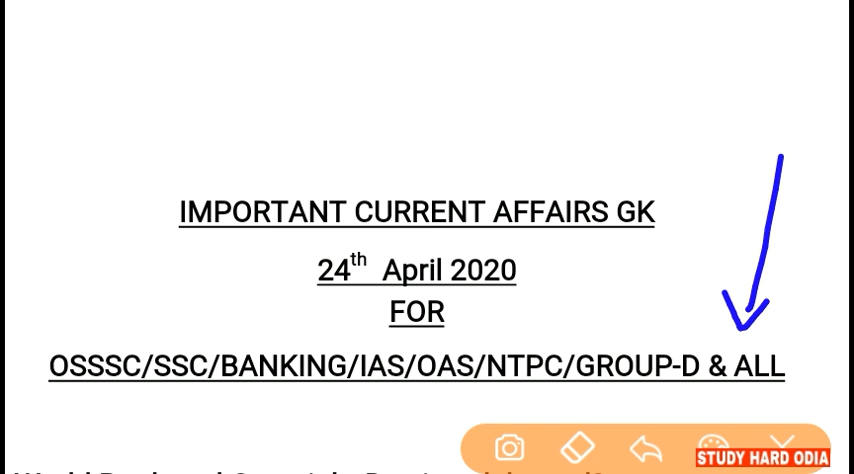 IMPORTANT CURRENT AFFAIRS GK
24th April 2020
FOR
OSSSC/SSC/BANKING/IAS/OAS/NTPC/GROUP-D & ALL
STUDY HARD ODIA